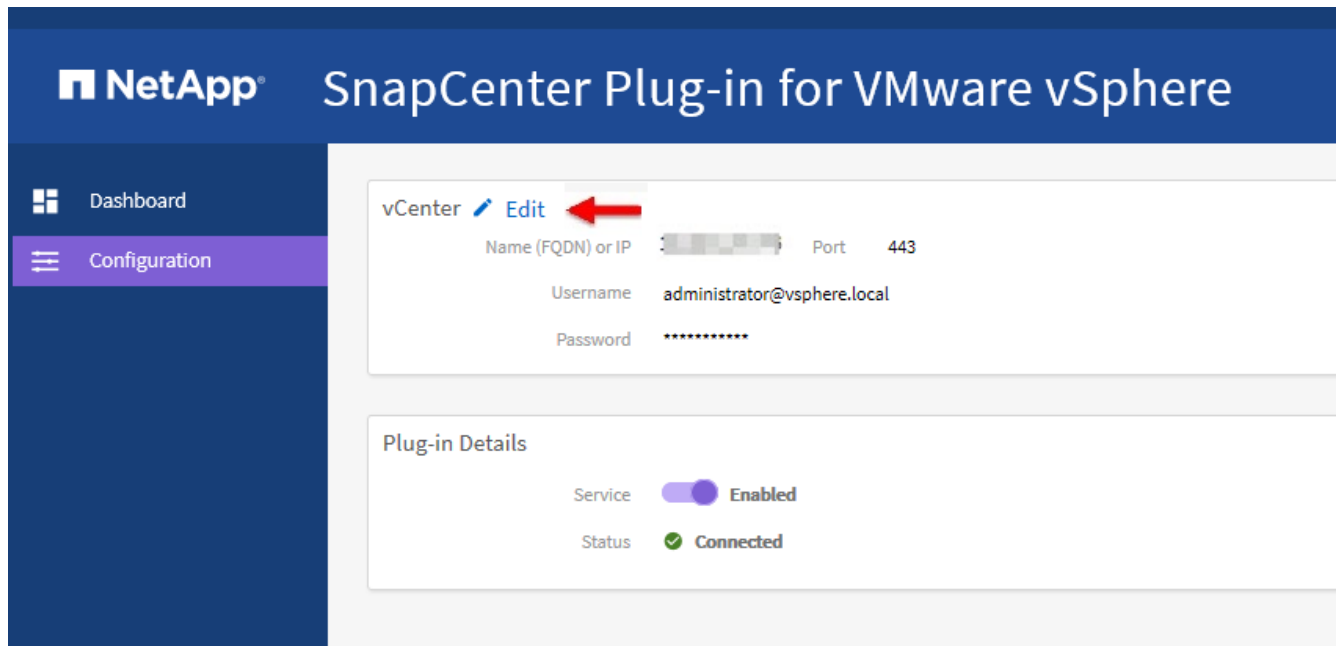 NetApp® SnapCenter Plug-in for VMware vSphere
Dashboard
Configuration
vCenter Edit
Name (FQDN) or IP Port 443
Username administrator@vsphere.local
Password ***********
Plug-in Details
Service Enabled
Status Connected